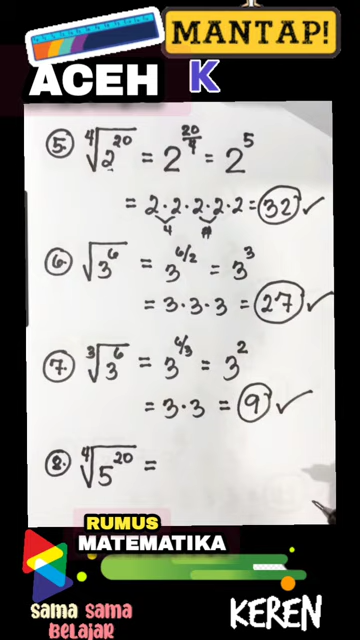 MANTAP!
ACEH K
5. ⁴√2²⁰ = 2^(20/4) = 2⁵
= 2·2·2·2·2 = 32 ✓
4
6. √3⁶ = 3^(6/2) = 3³
= 3·3·3 = 27 ✓
7. ³√3⁶ = 3^(6/3) = 3²
= 3·3 = 9 ✓
8. ⁴√5²⁰ =
RUMUS
MATEMATIKA
sama sama
BELAJAR
KEREN